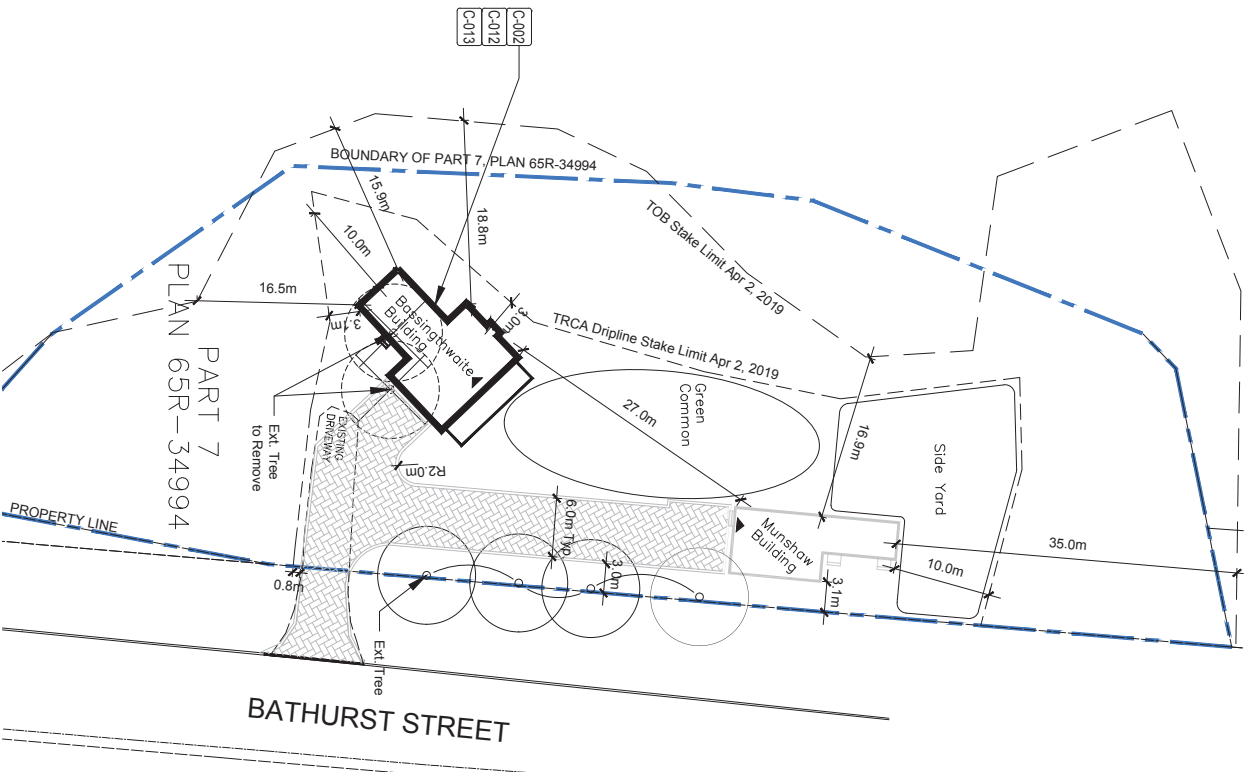 C-002
C-012
C-013
BOUNDARY OF PART 7, PLAN 65R-34994
15.9m
18.8m
10.0m
TOB Stake Limit Apr 2, 2019
16.5m
3.1m
Bassingthwaite
Building
3.0m
TRCA Dripline Stake Limit Apr 2, 2019
PART 7
PLAN 65R-34994
Green
Common
27.0m
16.9m
Side Yard
EXISTING
DRIVEWAY
Ext. Tree
to Remove
R2.0m
6.0m Typ.
Munshaw
Building
35.0m
10.0m
PROPERTY LINE
0.8m
3.0m
3.1m
Ext. Tree
BATHURST STREET